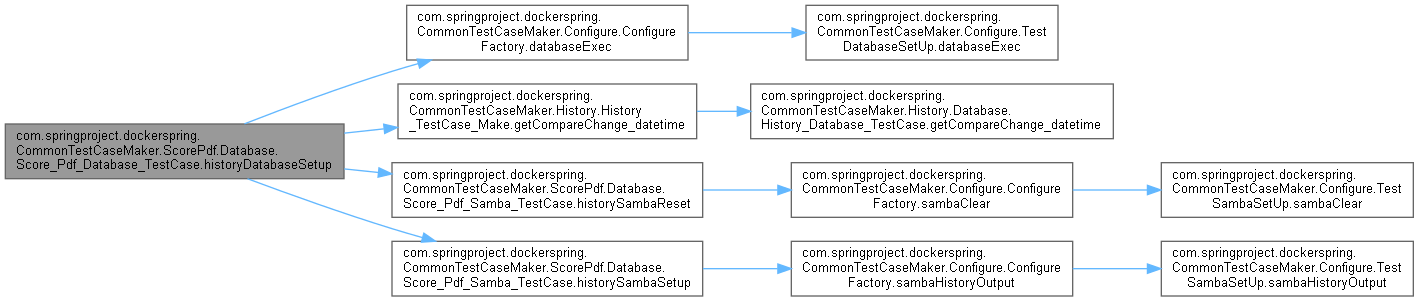 com.springproject.dockerspring.
CommonTestCaseMaker.ScorePdf.Database.
Score_Pdf_Database_TestCase.historyDatabaseSetup
com.springproject.dockerspring.
CommonTestCaseMaker.Configure.Configure
Factory.databaseExec
com.springproject.dockerspring.
CommonTestCaseMaker.Configure.Test
DatabaseSetUp.databaseExec
com.springproject.dockerspring.
CommonTestCaseMaker.History.History
_TestCase_Make.getCompareChange_datetime
com.springproject.dockerspring.
CommonTestCaseMaker.History.Database.
History_Database_TestCase.getCompareChange_datetime
com.springproject.dockerspring.
CommonTestCaseMaker.ScorePdf.Database.
Score_Pdf_Samba_TestCase.historySambaReset
com.springproject.dockerspring.
CommonTestCaseMaker.Configure.Configure
Factory.sambaClear
com.springproject.dockerspring.
CommonTestCaseMaker.Configure.Test
SambaSetUp.sambaClear
com.springproject.dockerspring.
CommonTestCaseMaker.ScorePdf.Database.
Score_Pdf_Samba_TestCase.historySambaSetup
com.springproject.dockerspring.
CommonTestCaseMaker.Configure.Configure
Factory.sambaHistoryOutput
com.springproject.dockerspring.
CommonTestCaseMaker.Configure.Test
SambaSetUp.sambaHistoryOutput